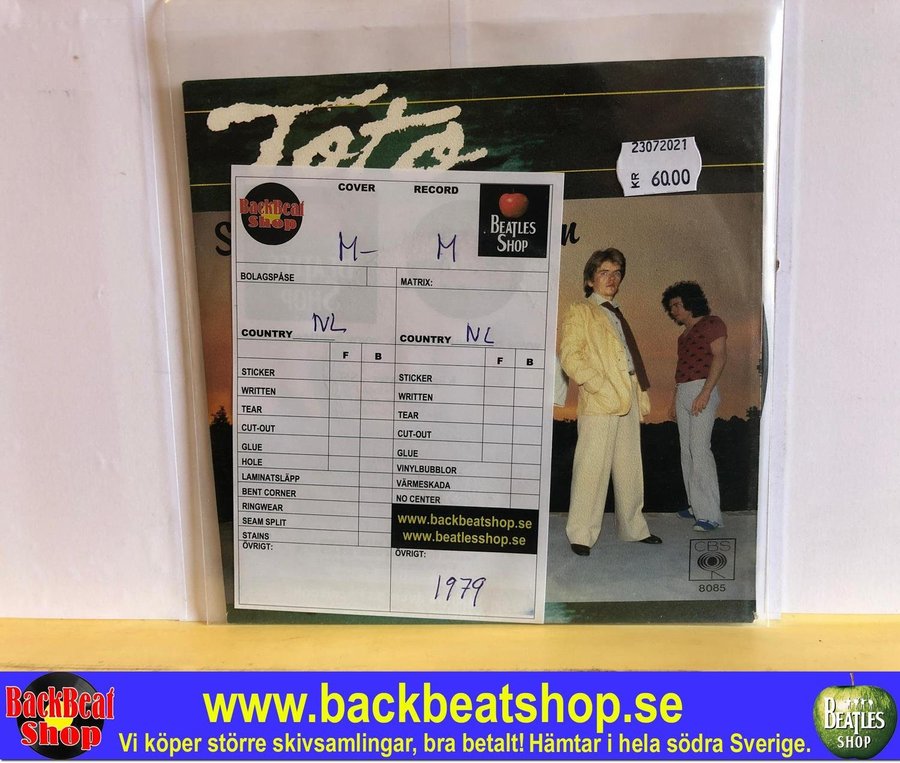 Toto
23072021
KR 60.00
BackBeat
Shop
COVER
RECORD
BEATLES
SHOP
M-
M
BOLAGSPÅSE
MATRIX:
COUNTRY NL
COUNTRY NL
F B
F B
STICKER
WRITTEN
TEAR
CUT-OUT
GLUE
HOLE
LAMINATSLÄPP
BENT CORNER
RINGWEAR
SEAM SPLIT
STAINS
ÖVRIGT:
STICKER
WRITTEN
TEAR
CUT-OUT
GLUE
VINYLBUBBLOR
VÄRMESKADA
NO CENTER
www.backbeatshop.se
www.beatlesshop.se
ÖVRIGT:
1979
CBS
8085
BackBeat
Shop
www.backbeatshop.se
Vi köper större skivsamlingar, bra betalt! Hämtar i hela södra Sverige.
BEATLES
SHOP